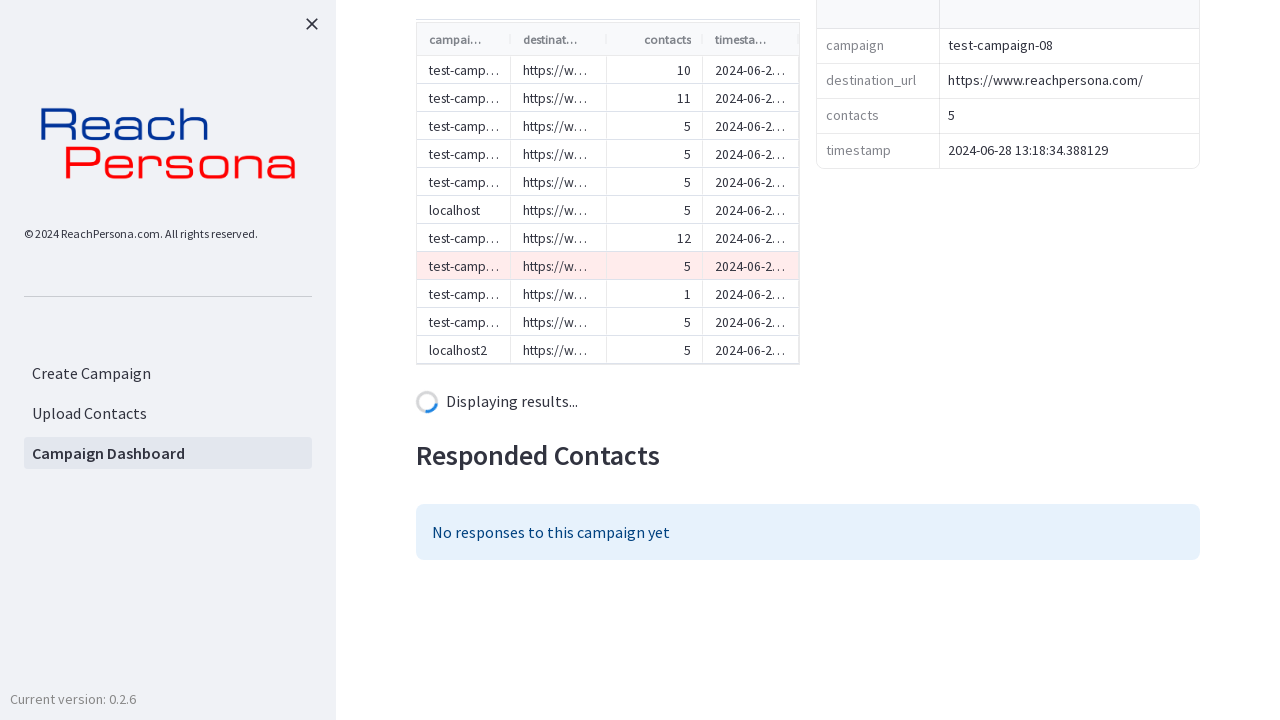 Reach
Persona
© 2024 ReachPersona.com. All rights reserved.
Create Campaign
Upload Contacts
Campaign Dashboard
Current version: 0.2.6
campai… destinat… contacts timesta…
test-camp… https://w… 10 2024-06-2…
test-camp… https://w… 11 2024-06-2…
test-camp… https://w… 5 2024-06-2…
test-camp… https://w… 5 2024-06-2…
test-camp… https://w… 5 2024-06-2…
localhost https://w… 5 2024-06-2…
test-camp… https://w… 12 2024-06-2…
test-camp… https://w… 5 2024-06-2…
test-camp… https://w… 1 2024-06-2…
test-camp… https://w… 5 2024-06-2…
localhost2 https://w… 5 2024-06-2…
campaign test-campaign-08
destination_url https://www.reachpersona.com/
contacts 5
timestamp 2024-06-28 13:18:34.388129
Displaying results...
Responded Contacts
No responses to this campaign yet